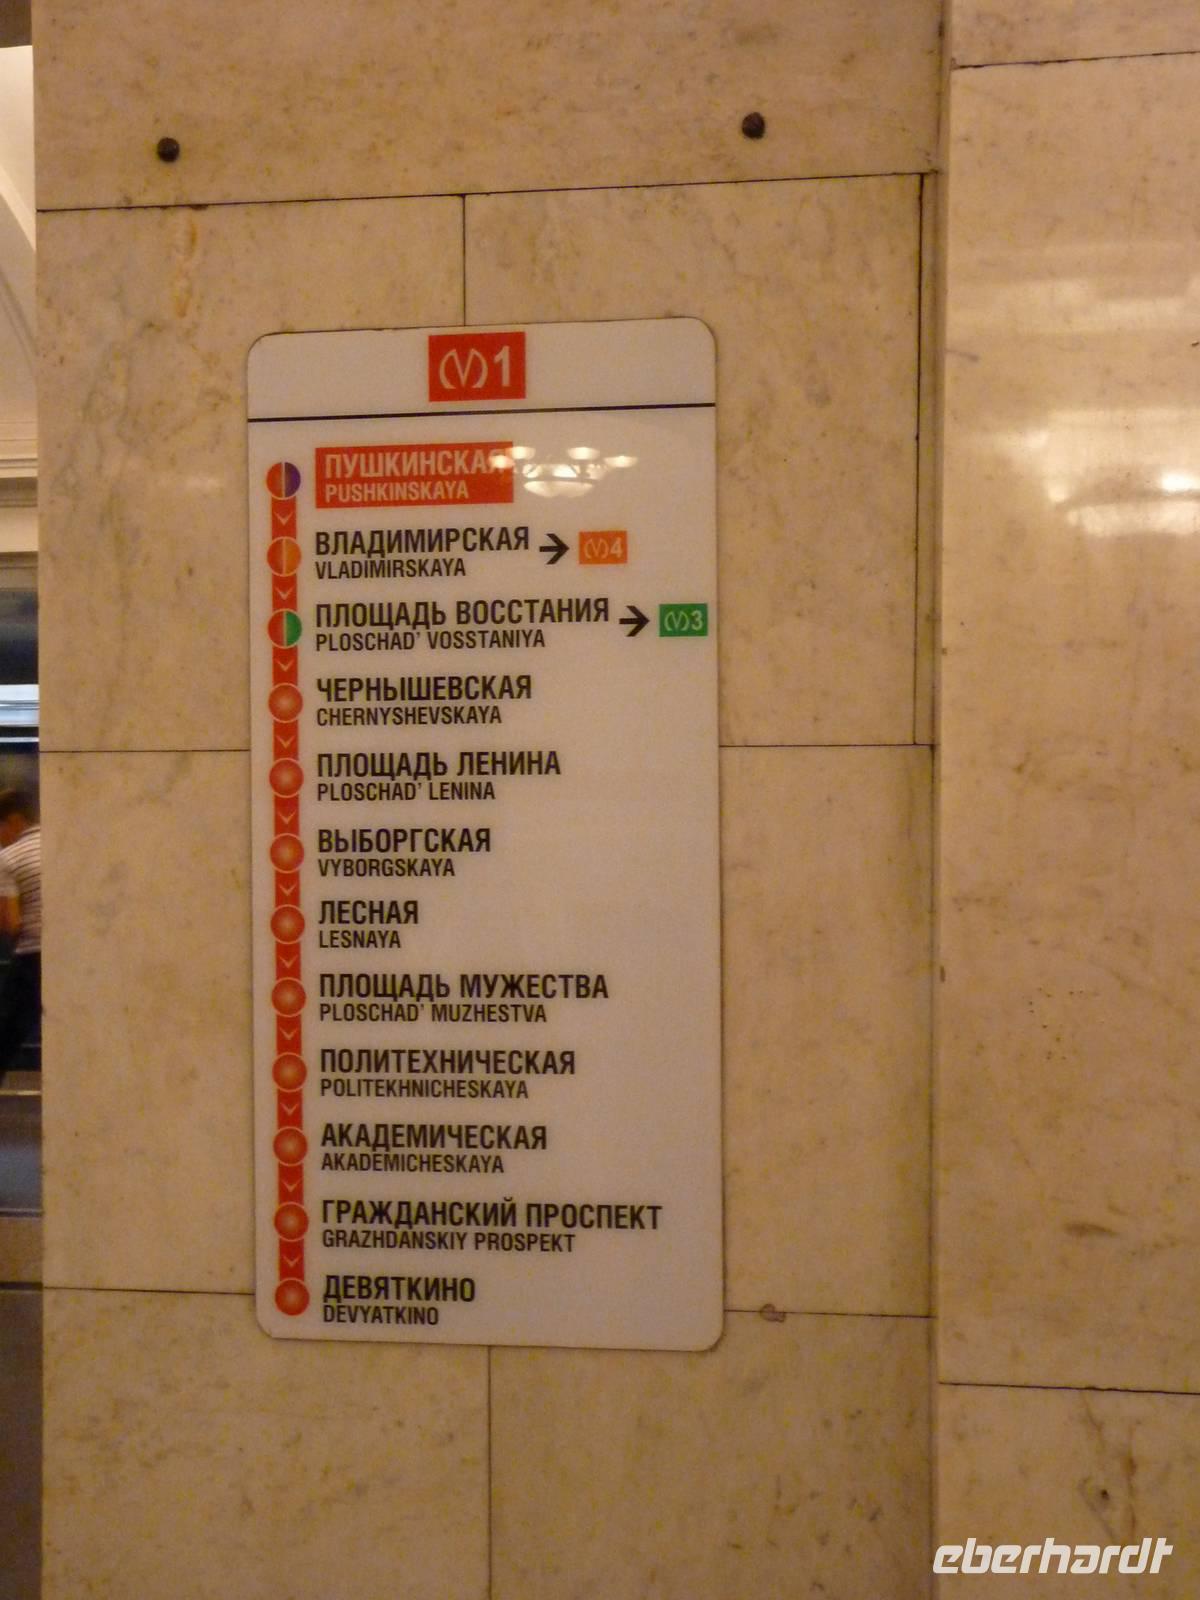 (M)1
ПУШКИНСКАЯ
PUSHKINSKAYA
ВЛАДИМИРСКАЯ → (M)4
VLADIMIRSKAYA
ПЛОЩАДЬ ВОССТАНИЯ → (M)3
PLOSCHAD' VOSSTANIYA
ЧЕРНЫШЕВСКАЯ
CHERNYSHEVSKAYA
ПЛОЩАДЬ ЛЕНИНА
PLOSCHAD' LENINA
ВЫБОРГСКАЯ
VYBORGSKAYA
ЛЕСНАЯ
LESNAYA
ПЛОЩАДЬ МУЖЕСТВА
PLOSCHAD' MUZHESTVA
ПОЛИТЕХНИЧЕСКАЯ
POLITEKHNICHESKAYA
АКАДЕМИЧЕСКАЯ
AKADEMICHESKAYA
ГРАЖДАНСКИЙ ПРОСПЕКТ
GRAZHDANSKIY PROSPEKT
ДЕВЯТКИНО
DEVYATKINO
eberhardt